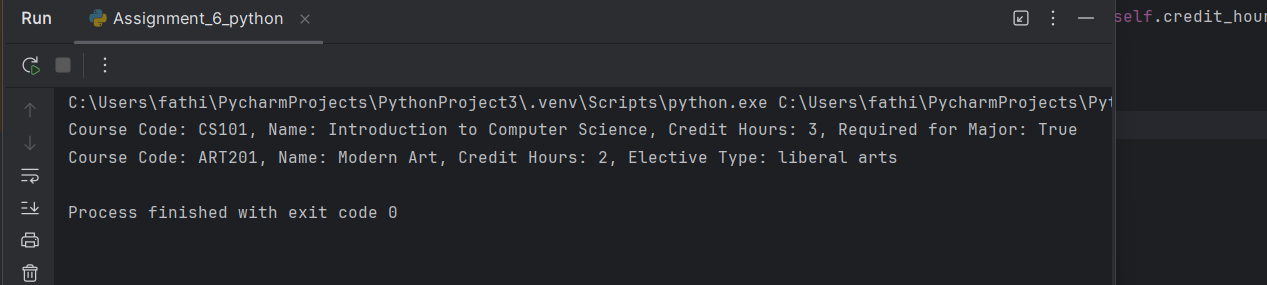 Run Assignment_6_python
self.credit_hour
C:\Users\fathi\PycharmProjects\PythonProject3\.venv\Scripts\python.exe C:\Users\fathi\PycharmProjects\Pyt
Course Code: CS101, Name: Introduction to Computer Science, Credit Hours: 3, Required for Major: True
Course Code: ART201, Name: Modern Art, Credit Hours: 2, Elective Type: liberal arts
Process finished with exit code 0